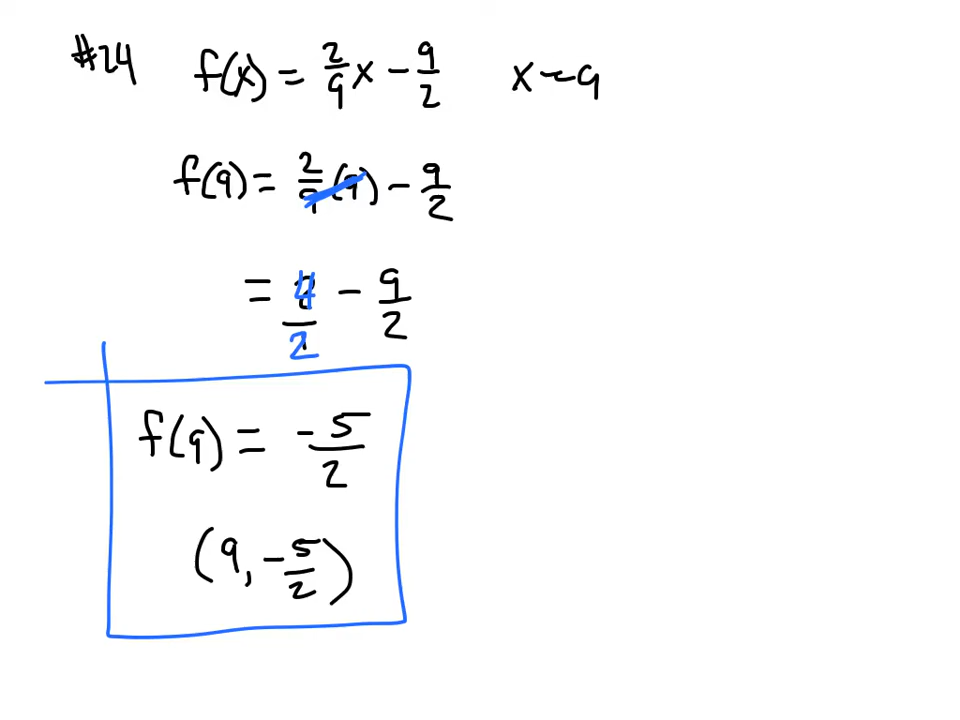 #24 f(x) = 2/9 x - 9/2 x ~ 9
f(9) = 2/9 (9) - 9/2
= 4/2 - 9/2
f(9) = -5/2
(9, -5/2)